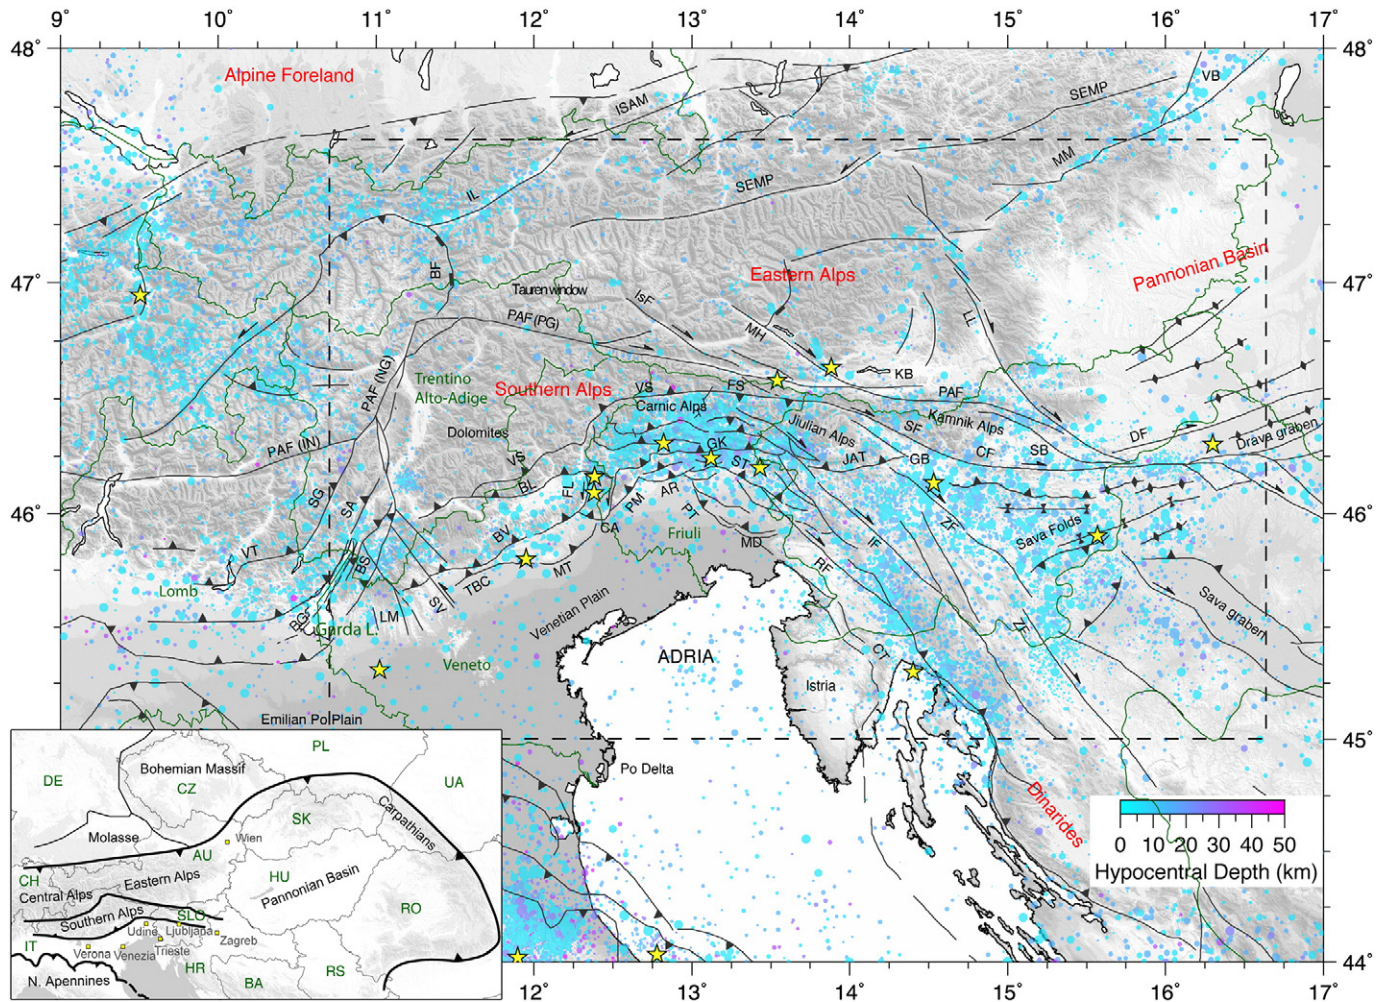 9° 10° 11° 12° 13° 14° 15° 16° 17°
48° 48°
Alpine Foreland
VB
SEMP
ISAM
MM
SEMP
IL
47° 47°
Pannonian Basin
BF
Eastern Alps
Tauren window
IsF
LL
PAF (PG)
MH
PAF (NG)
KB
Trentino
Alto-Adige
Southern Alps
VS
FS
PAF
Carnic Alps
Kamnik Alps
Jiulian Alps
SF
Drava graben
DF
Dolomites
GK
PAF (IN)
VS
ST
JAT
GB
CF
SB
BL
FL
AR
SG
SA
PM
PT
ZF
46° 46°
CA
Sava Folds
BV
Friuli
MD
IF
VT
BS
MT
RF
TBC
Lomb
SV
Sava graben
BG
LM
Garda L.
Venetian Plain
ZF
CT
Veneto
ADRIA
Istria
Emilian Po Plain
45°
Po Delta
Dinarides
0 10 20 30 40 50
Hypocentral Depth (km)
44°
12° 13° 14° 15° 16° 17°
PL
DE
Bohemian Massif
CZ
UA
Carpathians
SK
Molasse
Wien
AU
CH
Eastern Alps
HU
Pannonian Basin
Central Alps
RO
Southern Alps
SLO
Udine
Ljubljana
Zagreb
IT
Verona
Venezia
Trieste
HR
RS
N. Apennines
BA